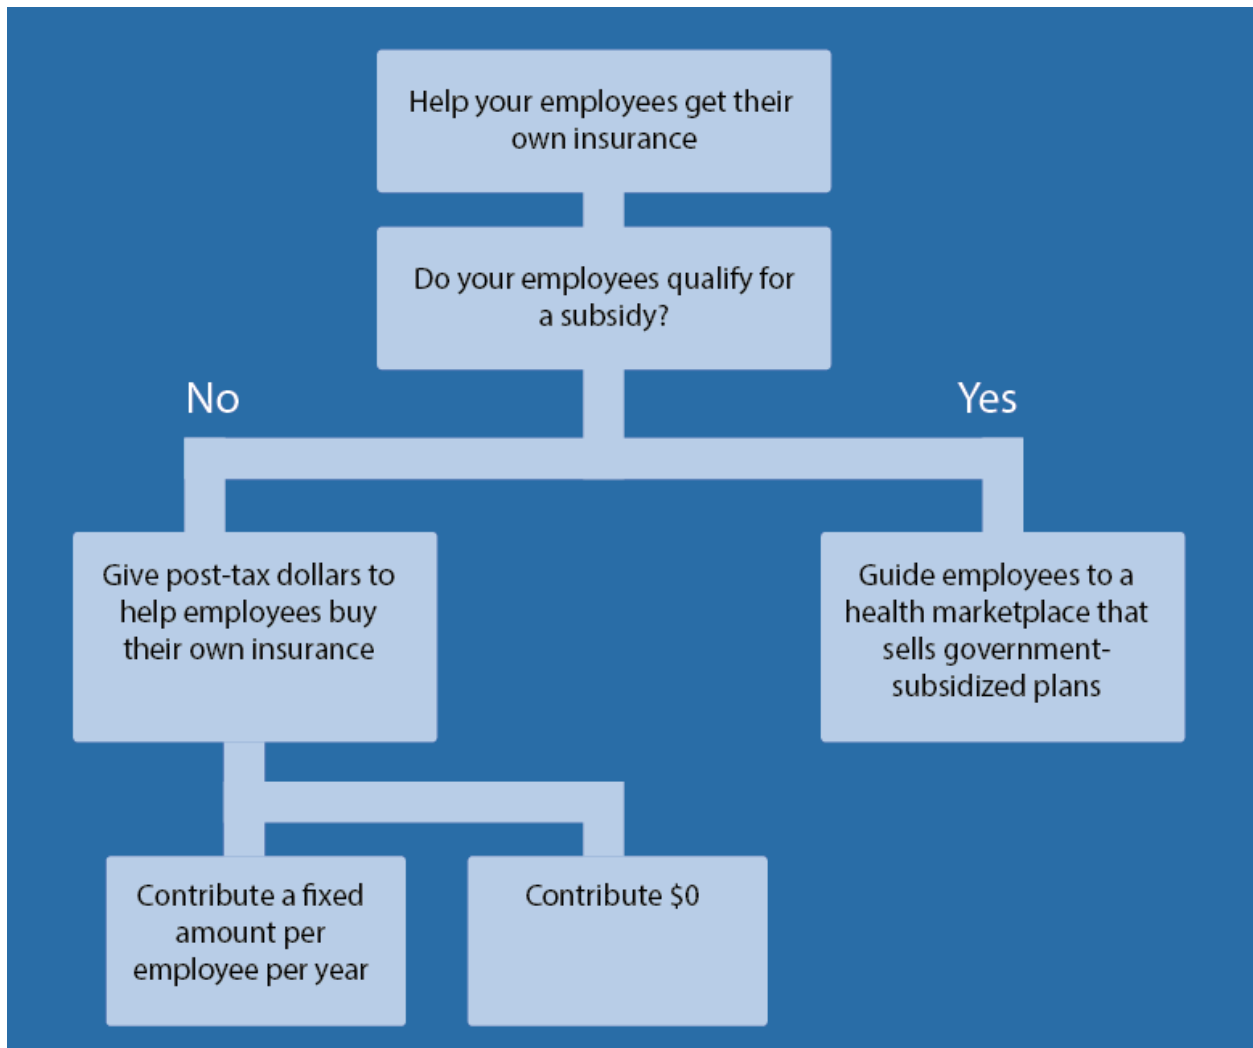 Help your employees get their
own insurance
Do your employees qualify for
a subsidy?
No
Yes
Give post-tax dollars to
help employees buy
their own insurance
Guide employees to a
health marketplace that
sells government-
subsidized plans
Contribute a fixed
amount per
employee per year
Contribute $0